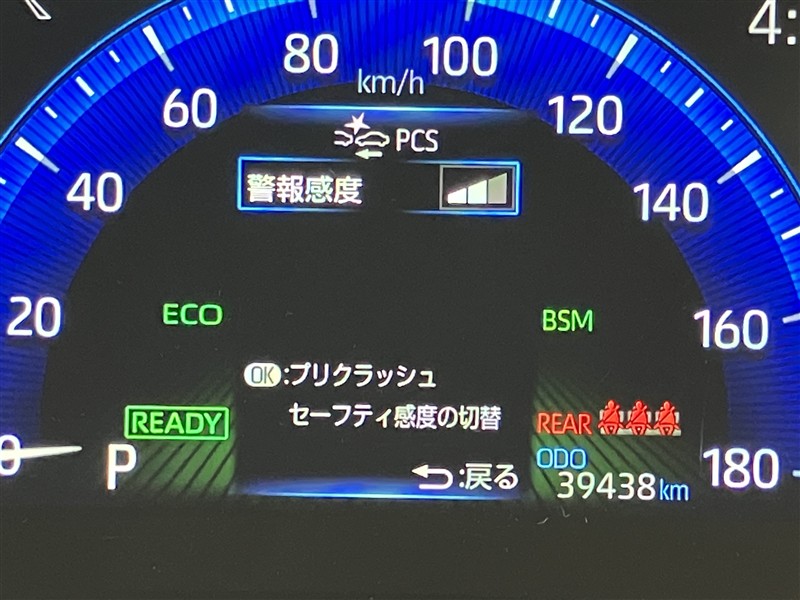 4:
80
100
km/h
60
120
PCS
警報感度
40
140
ECO
BSM
20
160
OK:プリクラッシュ
セーフティ感度の切替
READY
REAR
ODO
0
P
:戻る
39438km
180